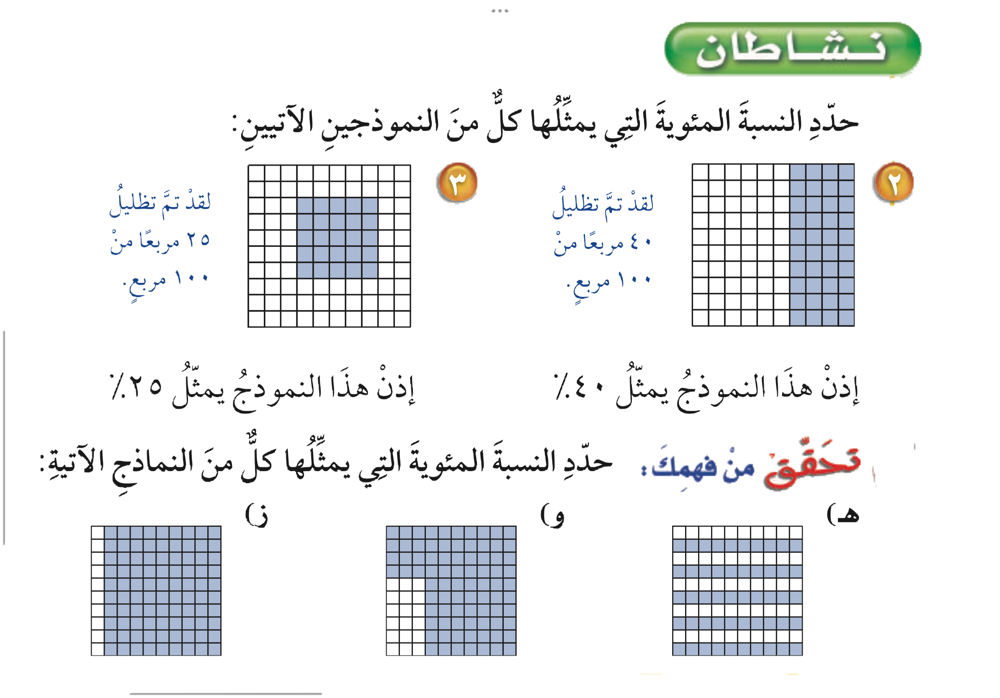 نشاطان
حدّدِ النسبةَ المئويةَ التِي يمثِّلُها كلٌّ منَ النموذجينِ الآتيينِ:
٢
لقدْ تمَّ تظليلُ
٤٠ مربعًا منْ
١٠٠ مربعٍ.
٣
لقدْ تمَّ تظليلُ
٢٥ مربعًا منْ
١٠٠ مربعٍ.
إذنْ هذَا النموذجُ يمثّلُ ٤٠٪
إذنْ هذَا النموذجُ يمثّلُ ٢٥٪
تحَقّق منْ فهمِكَ:
حدّدِ النسبةَ المئويةَ التِي يمثِّلُها كلٌّ منَ النماذجِ الآتيةِ:
هـ)
و)
ز)